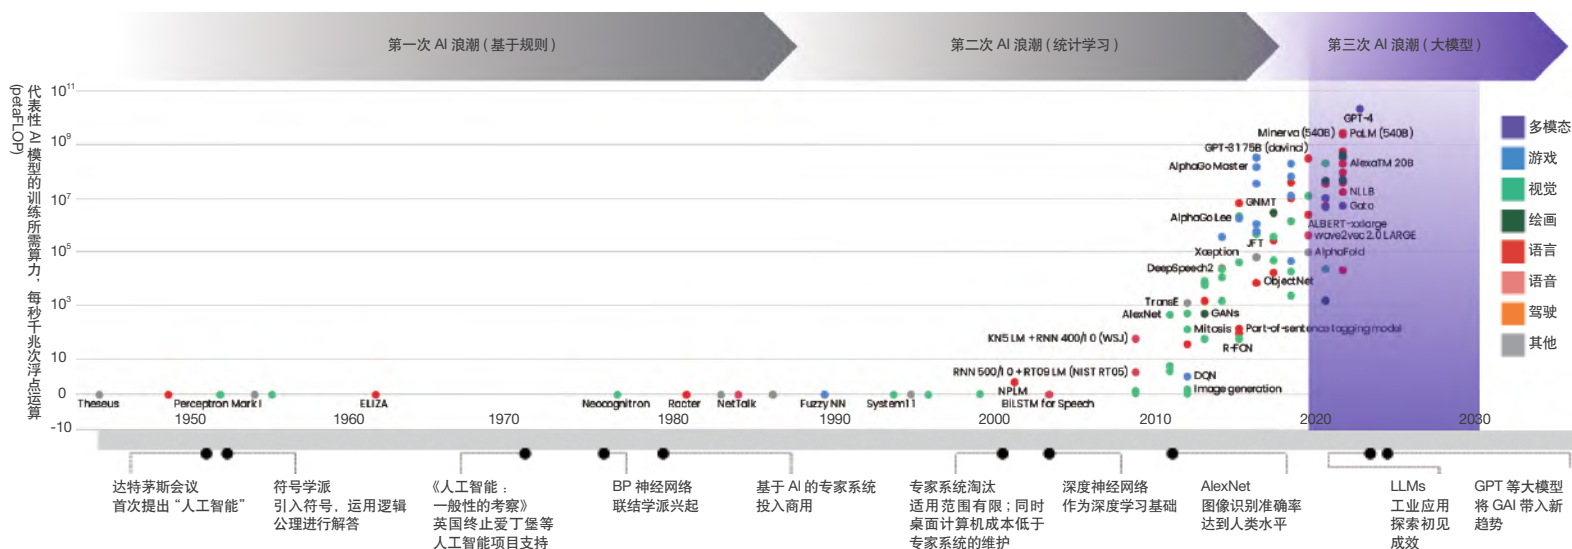 第一次 AI 浪潮 ( 基于规则 )
第二次 AI 浪潮 ( 统计学习 )
第三次 AI 浪潮 ( 大模型 )
代表性 AI 模型的训练所需算力，每秒千兆次浮点运算
(petaFLOP)
10¹¹
10⁹
10⁷
10⁵
10³
10
0
-10
GPT-4
Minerva (540B)
PaLM (540B)
GPT-3 175B (davinci)
AlphaGo Master
AlexaTM 20B
NLLB
GNMT
Gato
AlphaGo Lee
ALBERT-xxlarge
wave2vec 2.0 LARGE
JFT
Xception
AlphaFold
DeepSpeech2
ObjectNet
TransE
AlexNet
GANs
Mitosis
Part-of-sentence tagging model
KN5 LM + RNN 400/10 (WSJ)
R-FCN
RNN 500/10 + RT09 LM (NIST RT05)
DQN
NPLM
Image generation
Theseus
Perceptron Mark I
ELIZA
Neocognitron
Racter
NetTalk
Fuzzy NN
System 11
BiLSTM for Speech
1950
1960
1970
1980
1990
2000
2010
2020
2030
多模态
游戏
视觉
绘画
语言
语音
驾驶
其他
达特茅斯会议
首次提出 “人工智能”
符号学派
引入符号，运用逻辑
公理进行解答
《人工智能：
一般性的考察》
英国终止爱丁堡等
人工智能项目支持
BP 神经网络
联结学派兴起
基于 AI 的专家系统
投入商用
专家系统淘汰
适用范围有限；同时
桌面计算机成本低于
专家系统的维护
深度神经网络
作为深度学习基础
AlexNet
图像识别准确率
达到人类水平
LLMs
工业应用
探索初见
成效
GPT 等大模型
将 GAI 带入新
趋势